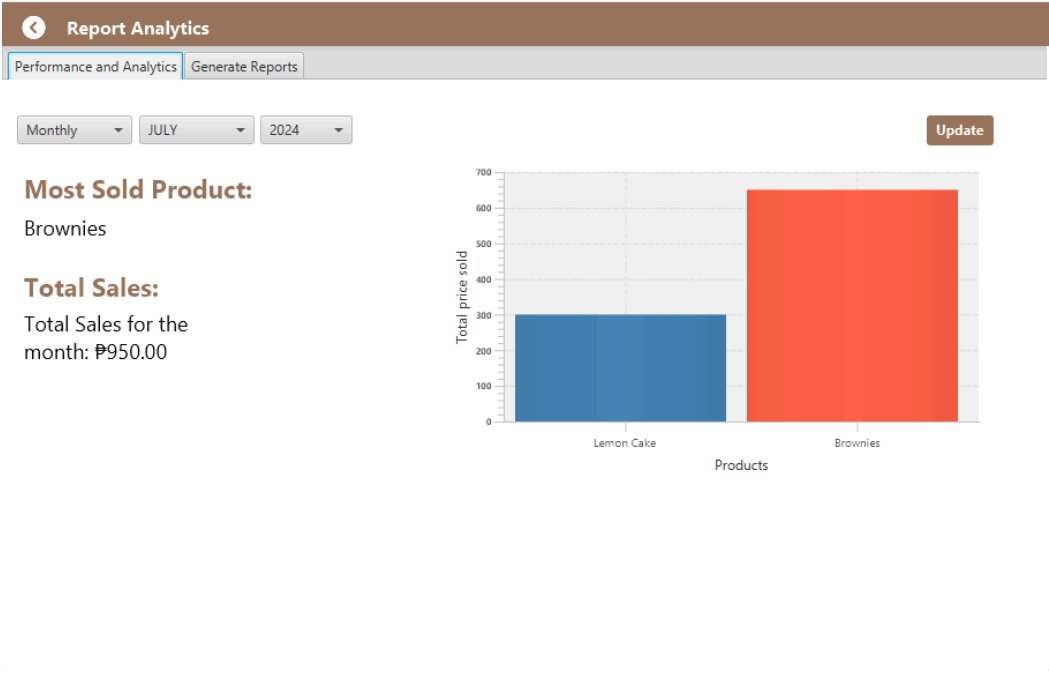 Report Analytics
Performance and Analytics
Generate Reports
Monthly
JULY
2024
Update
Most Sold Product:
Brownies
Total Sales:
Total Sales for the
month: ₱950.00
Total price sold
700
600
500
400
300
200
100
0
Lemon Cake
Brownies
Products